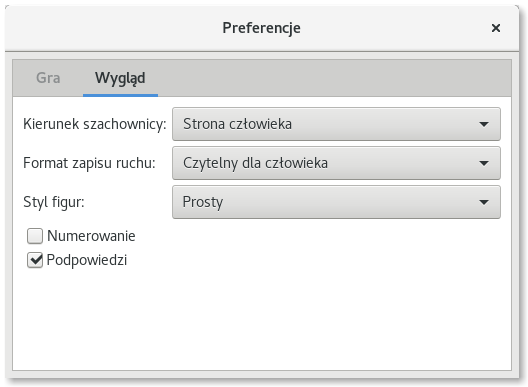 Preferencje
Gra Wygląd
Kierunek szachownicy: Strona człowieka
Format zapisu ruchu: Czytelny dla człowieka
Styl figur: Prosty
Numerowanie
Podpowiedzi